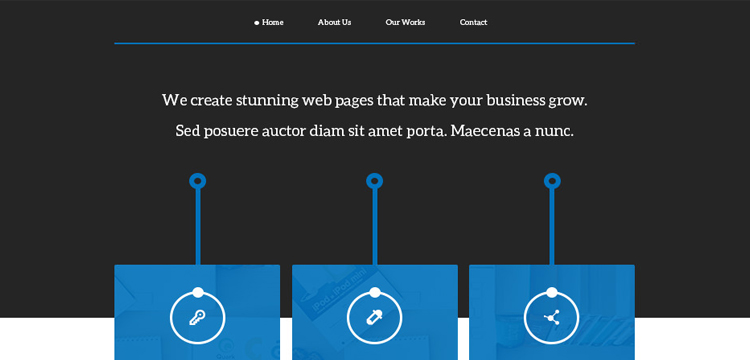 Home
About Us
Our Works
Contact
We create stunning web pages that make your business grow.
Sed posuere auctor diam sit amet porta. Maecenas a nunc.